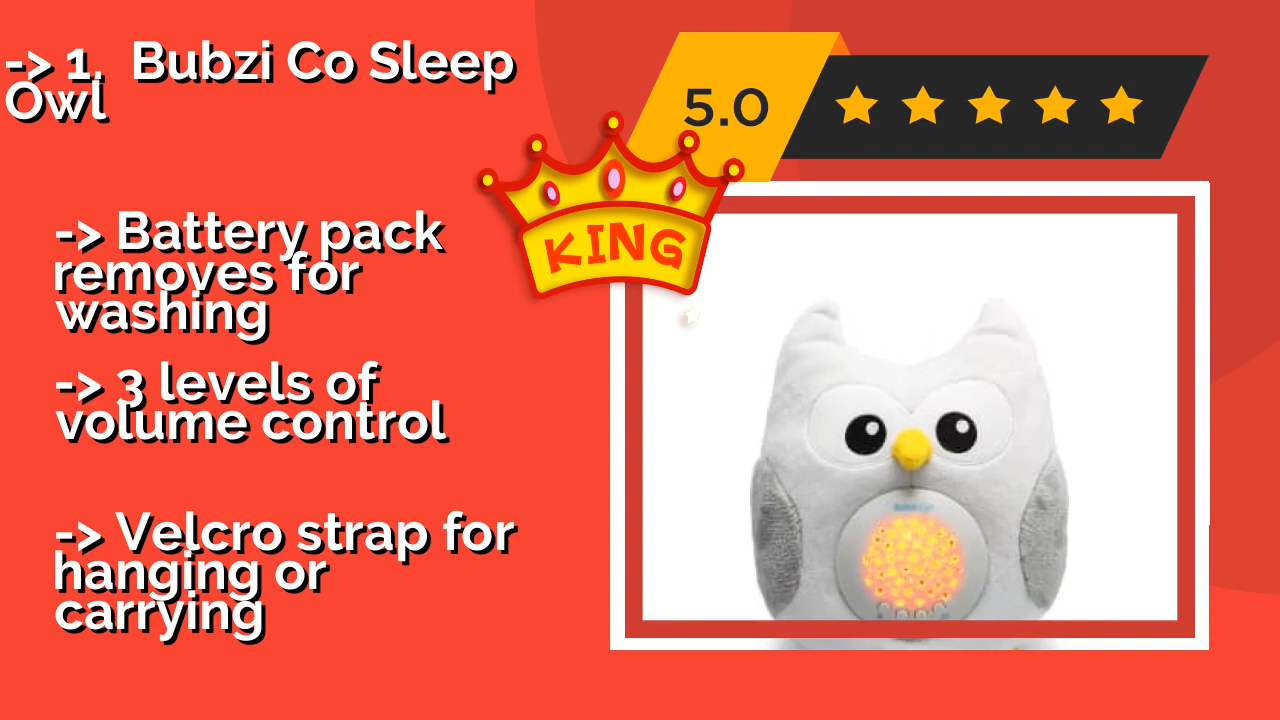 -> 1.  Bubzi Co Sleep
Owl
5.0
KING
-> Battery pack
removes for
washing
-> 3 levels of
volume control
-> Velcro strap for
hanging or
carrying